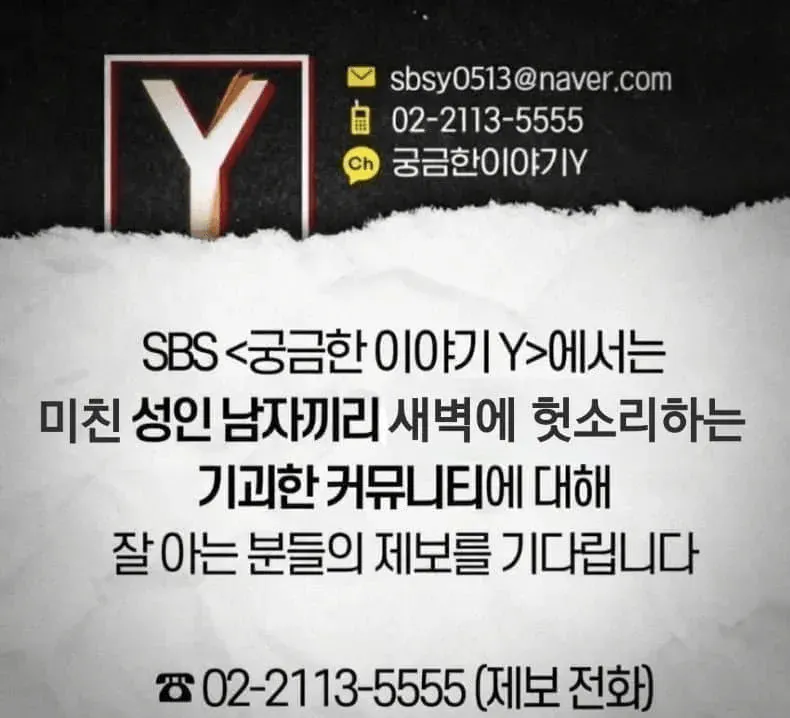 Y
sbsy0513@naver.com
02-2113-5555
Ch 궁금한이야기Y
SBS <궁금한 이야기 Y>에서는
미친 성인 남자끼리 새벽에 헛소리하는
기괴한 커뮤니티에 대해
잘 아는 분들의 제보를 기다립니다
☎ 02-2113-5555 (제보 전화)